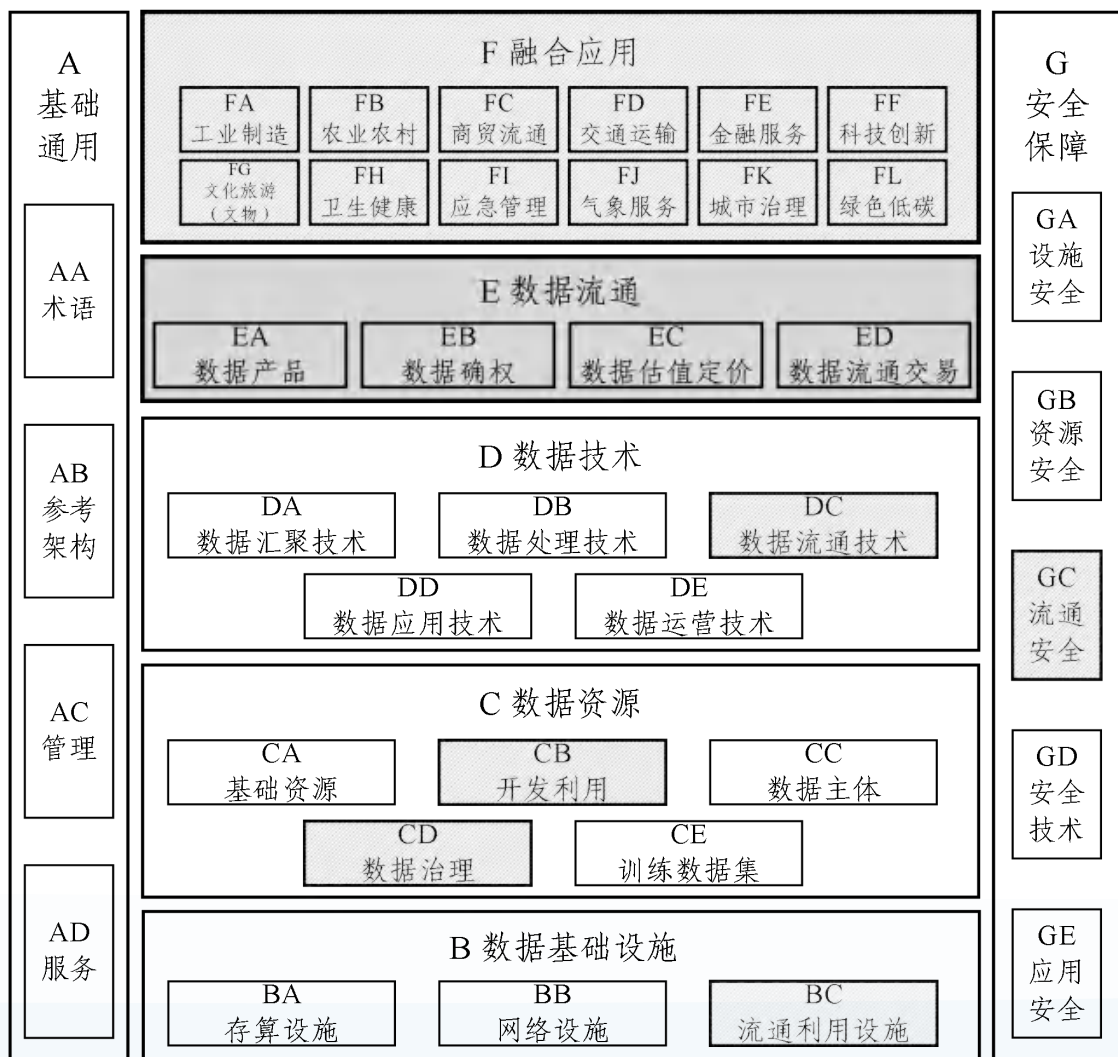 A
基础
通用
AA
术语
AB
参考
架构
AC
管理
AD
服务
F 融合应用
FA
工业制造
FB
农业农村
FC
商贸流通
FD
交通运输
FE
金融服务
FF
科技创新
FG
文化旅游
(文物)
FH
卫生健康
FI
应急管理
FJ
气象服务
FK
城市治理
FL
绿色低碳
E 数据流通
EA
数据产品
EB
数据确权
EC
数据估值定价
ED
数据流通交易
D 数据技术
DA
数据汇聚技术
DB
数据处理技术
DC
数据流通技术
DD
数据应用技术
DE
数据运营技术
C 数据资源
CA
基础资源
CB
开发利用
CC
数据主体
CD
数据治理
CE
训练数据集
B 数据基础设施
BA
存算设施
BB
网络设施
BC
流通利用设施
G
安全
保障
GA
设施
安全
GB
资源
安全
GC
流通
安全
GD
安全
技术
GE
应用
安全